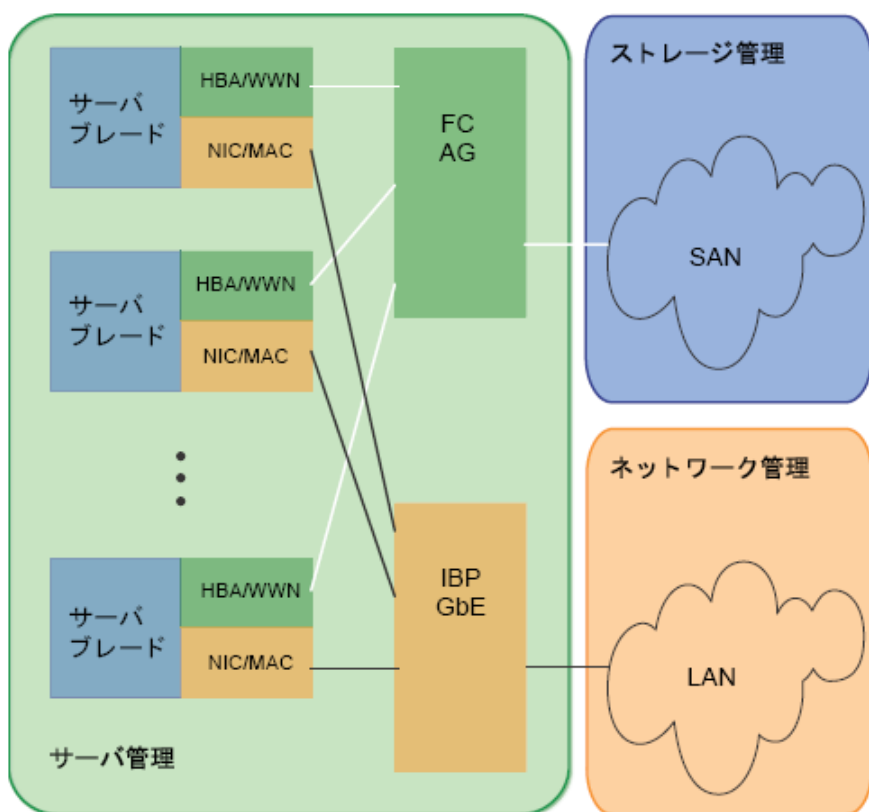 サーバ
ブレード
HBA/WWN
NIC/MAC
FC
AG
サーバ
ブレード
HBA/WWN
NIC/MAC
サーバ
ブレード
HBA/WWN
NIC/MAC
IBP
GbE
サーバ管理
ストレージ管理
SAN
ネットワーク管理
LAN